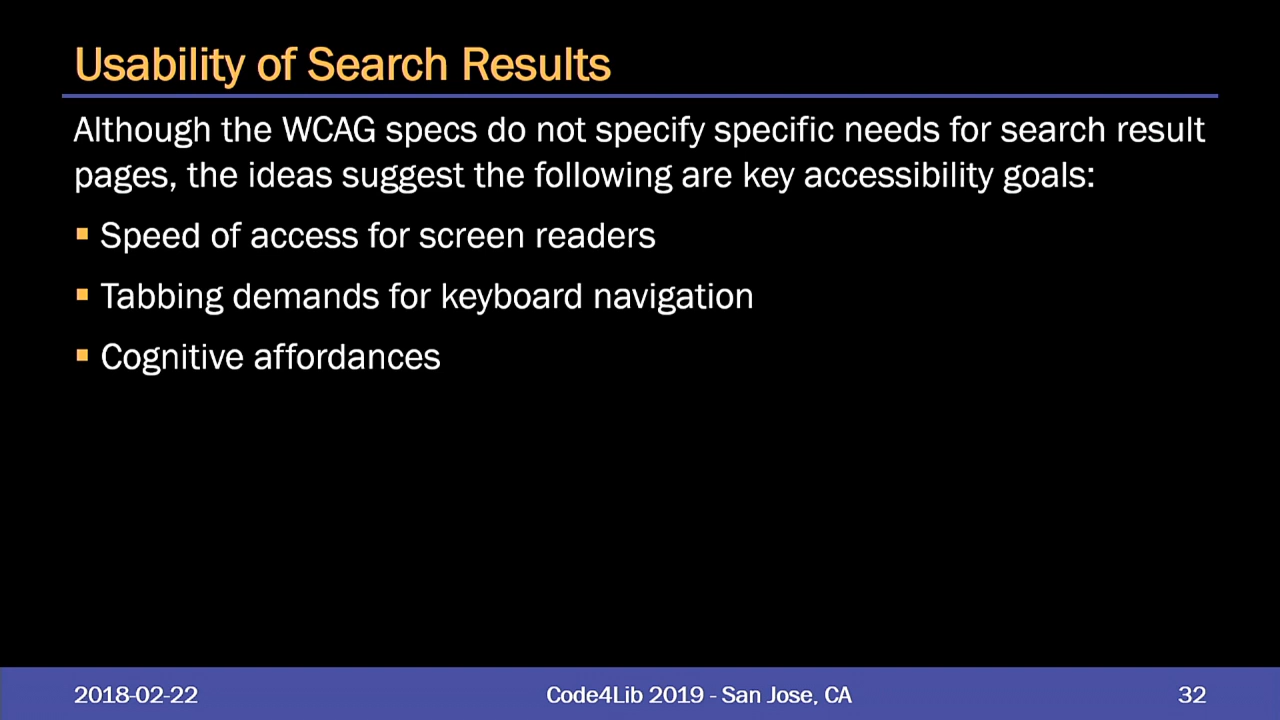 Usability of Search Results
Although the WCAG specs do not specify specific needs for search result
pages, the ideas suggest the following are key accessibility goals:
▪ Speed of access for screen readers
▪ Tabbing demands for keyboard navigation
▪ Cognitive affordances
2018-02-22
Code4Lib 2019 - San Jose, CA
32